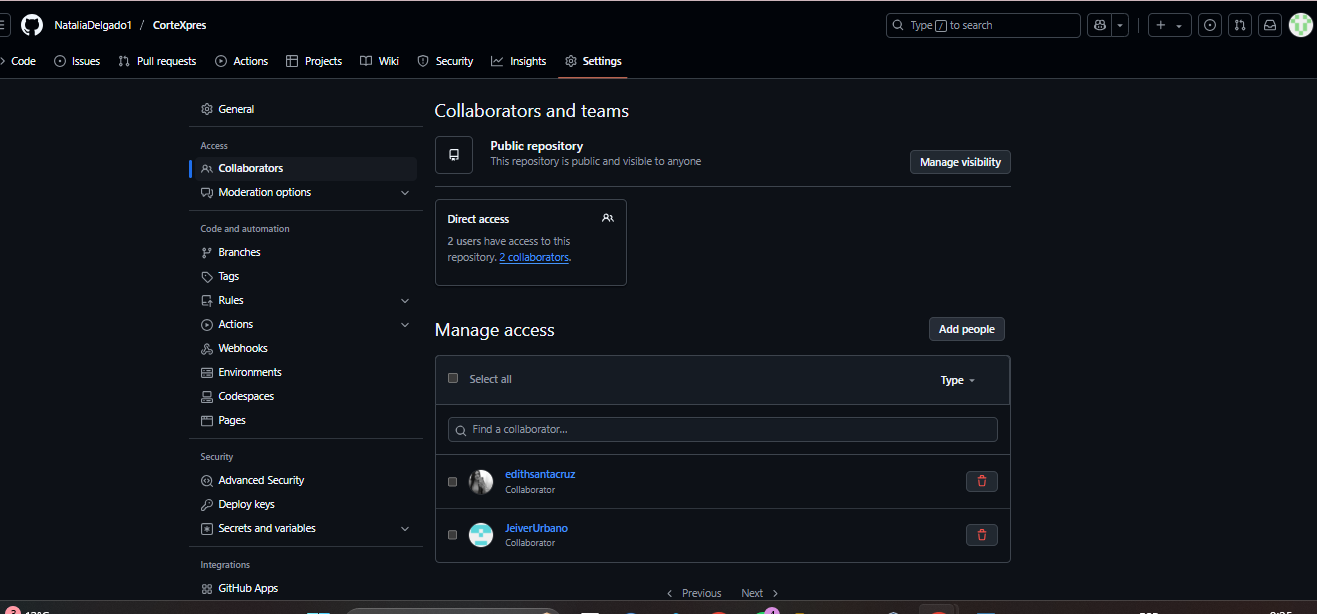 NataliaDelgado1 / CorteXpres
Type / to search
Code Issues Pull requests Actions Projects Wiki Security Insights Settings
General
Access
Collaborators
Moderation options
Code and automation
Branches
Tags
Rules
Actions
Webhooks
Environments
Codespaces
Pages
Security
Advanced Security
Deploy keys
Secrets and variables
Integrations
GitHub Apps
Collaborators and teams
Public repository
This repository is public and visible to anyone
Manage visibility
Direct access
2 users have access to this
repository. 2 collaborators.
Manage access
Add people
Select all
Type
Find a collaborator...
edithsantacruz
Collaborator
JeiverUrbano
Collaborator
Previous Next